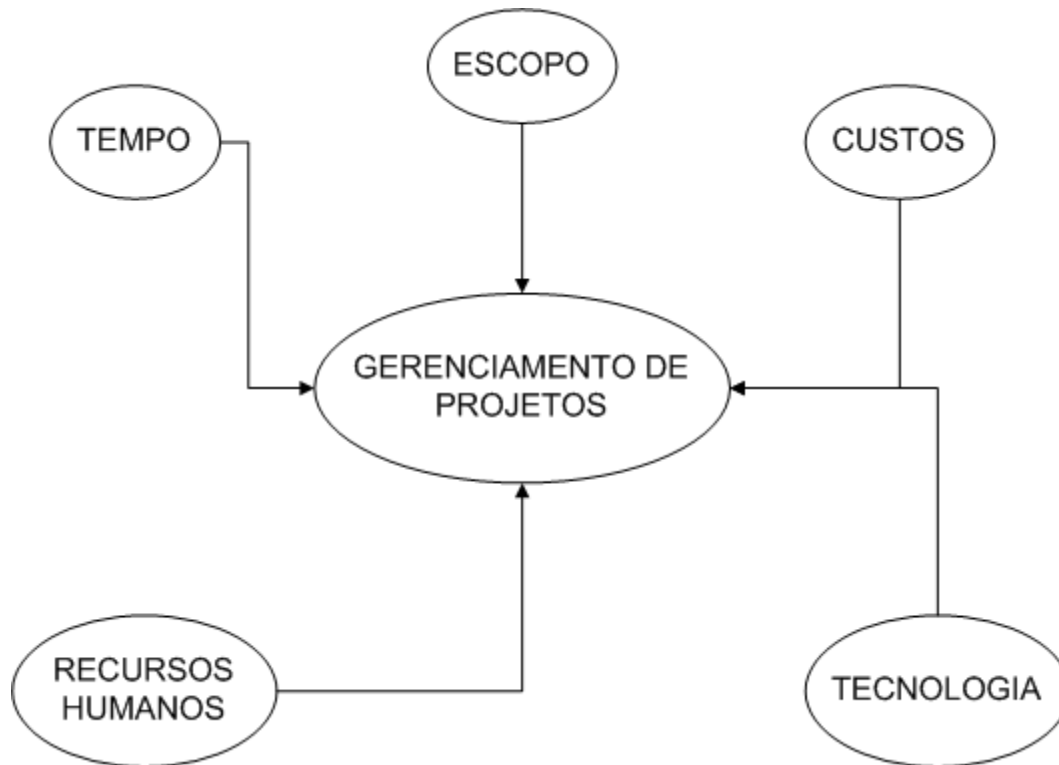 ESCOPO
TEMPO
CUSTOS
GERENCIAMENTO DE
PROJETOS
RECURSOS
HUMANOS
TECNOLOGIA